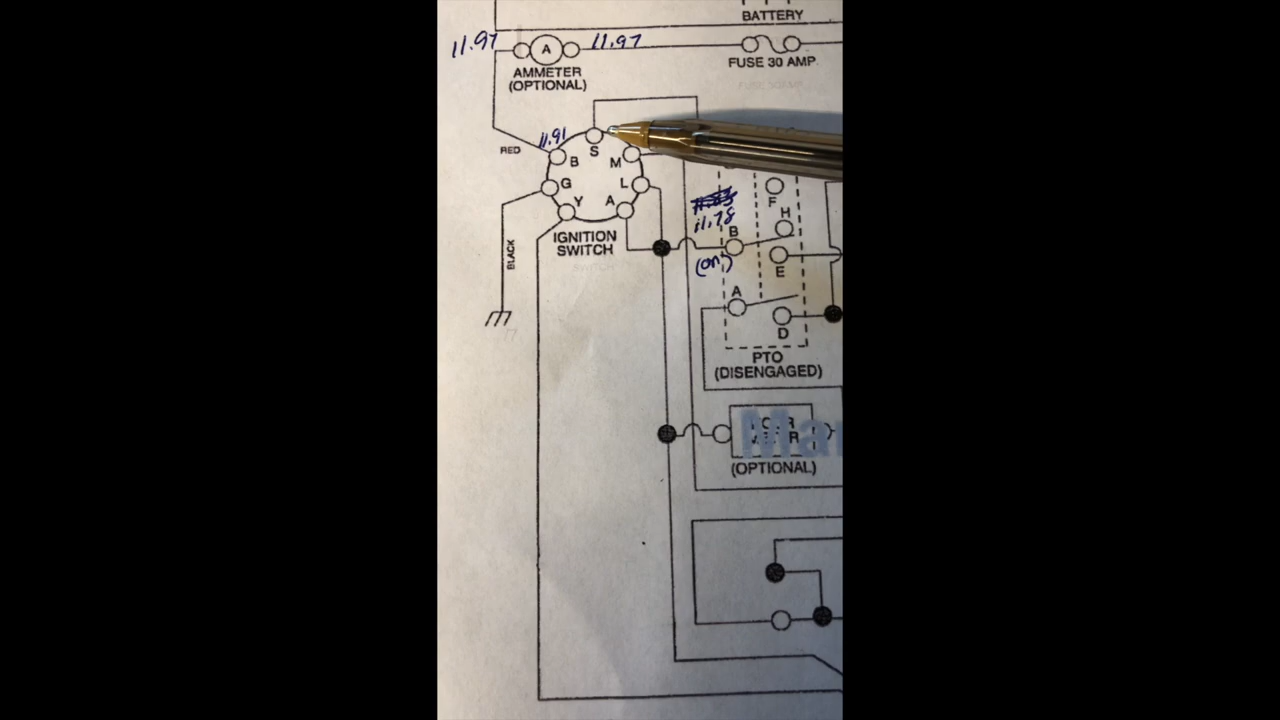 BATTERY
11.97 A 11.97
FUSE 30 AMP
AMMETER
(OPTIONAL)
11.91
RED
S
B
M
G
L
Y
A
IGNITION
SWITCH
BLACK
F
H
11.78
B
(on)
E
A
D
PTO
(DISENGAGED)
(OPTIONAL)